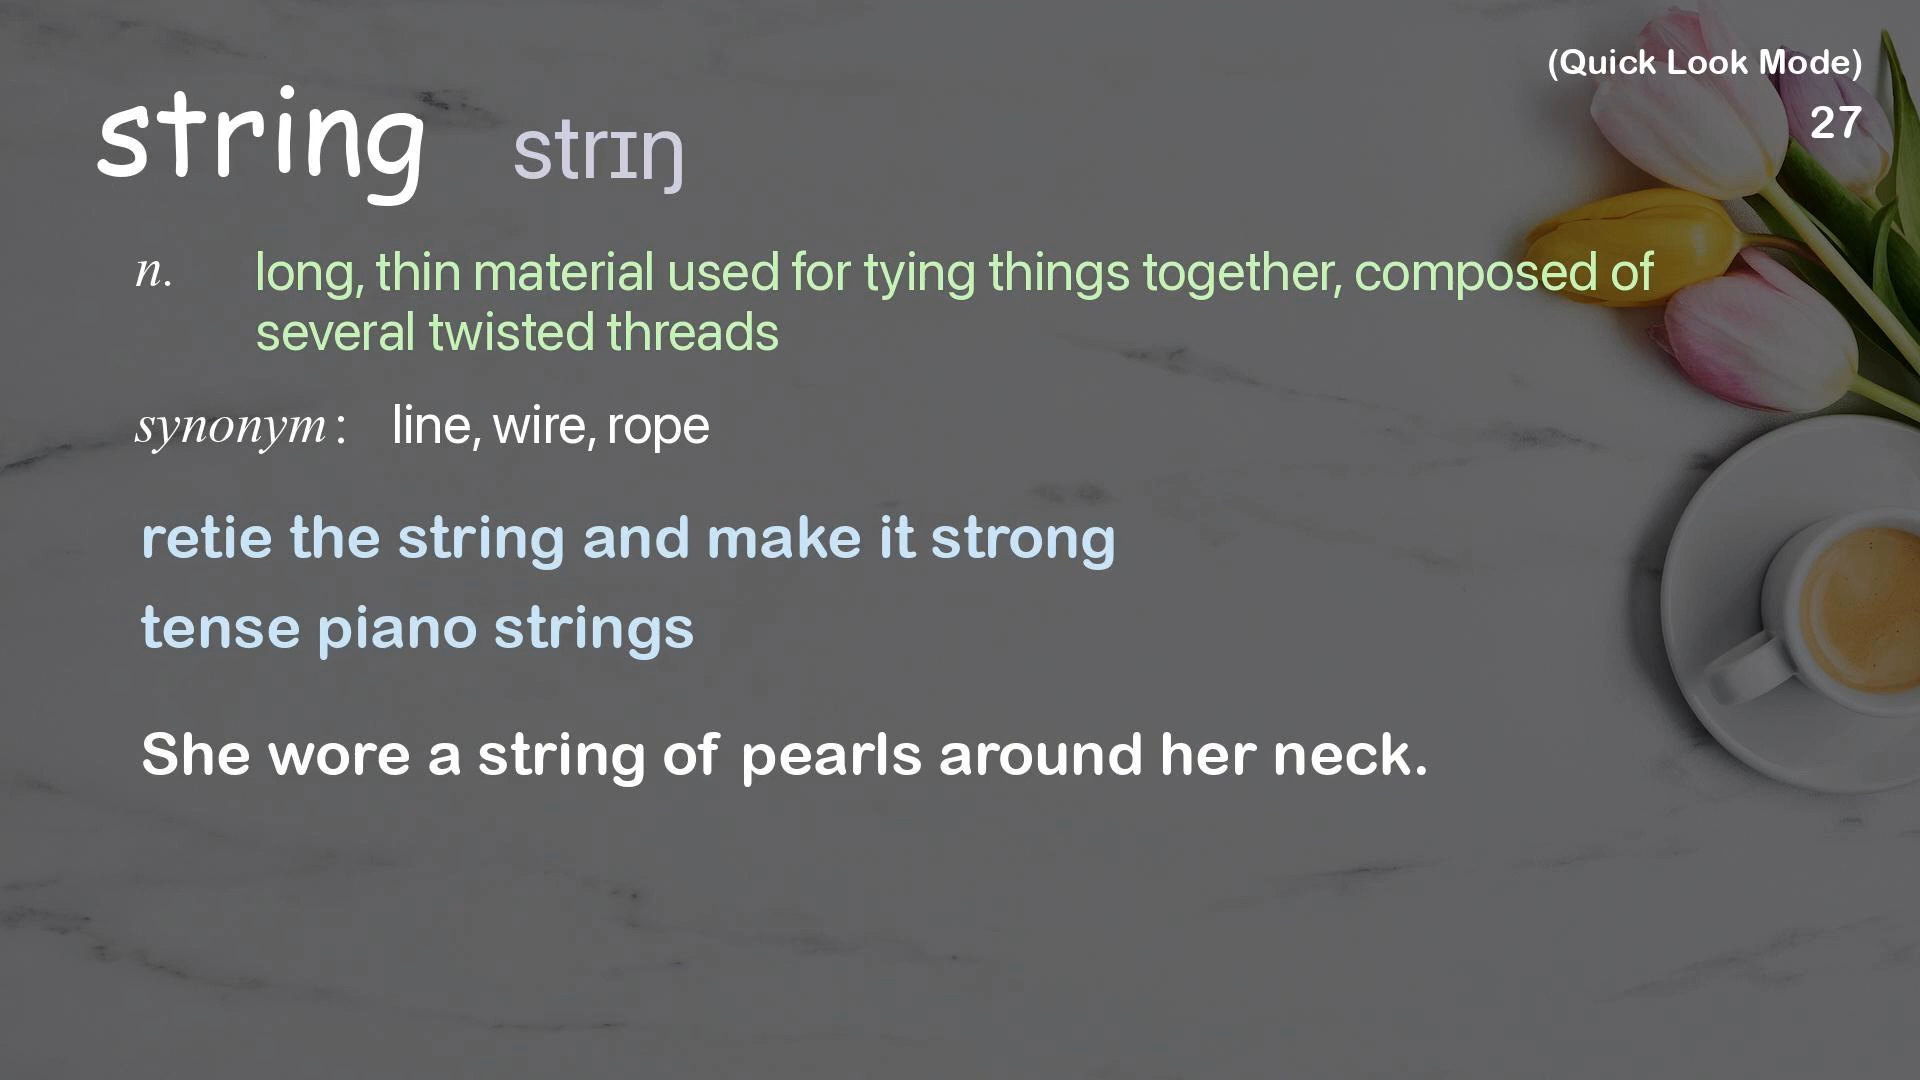 (Quick Look Mode)
27
string strɪŋ
n. long, thin material used for tying things together, composed of
several twisted threads
synonym: line, wire, rope
retie the string and make it strong
tense piano strings
She wore a string of pearls around her neck.